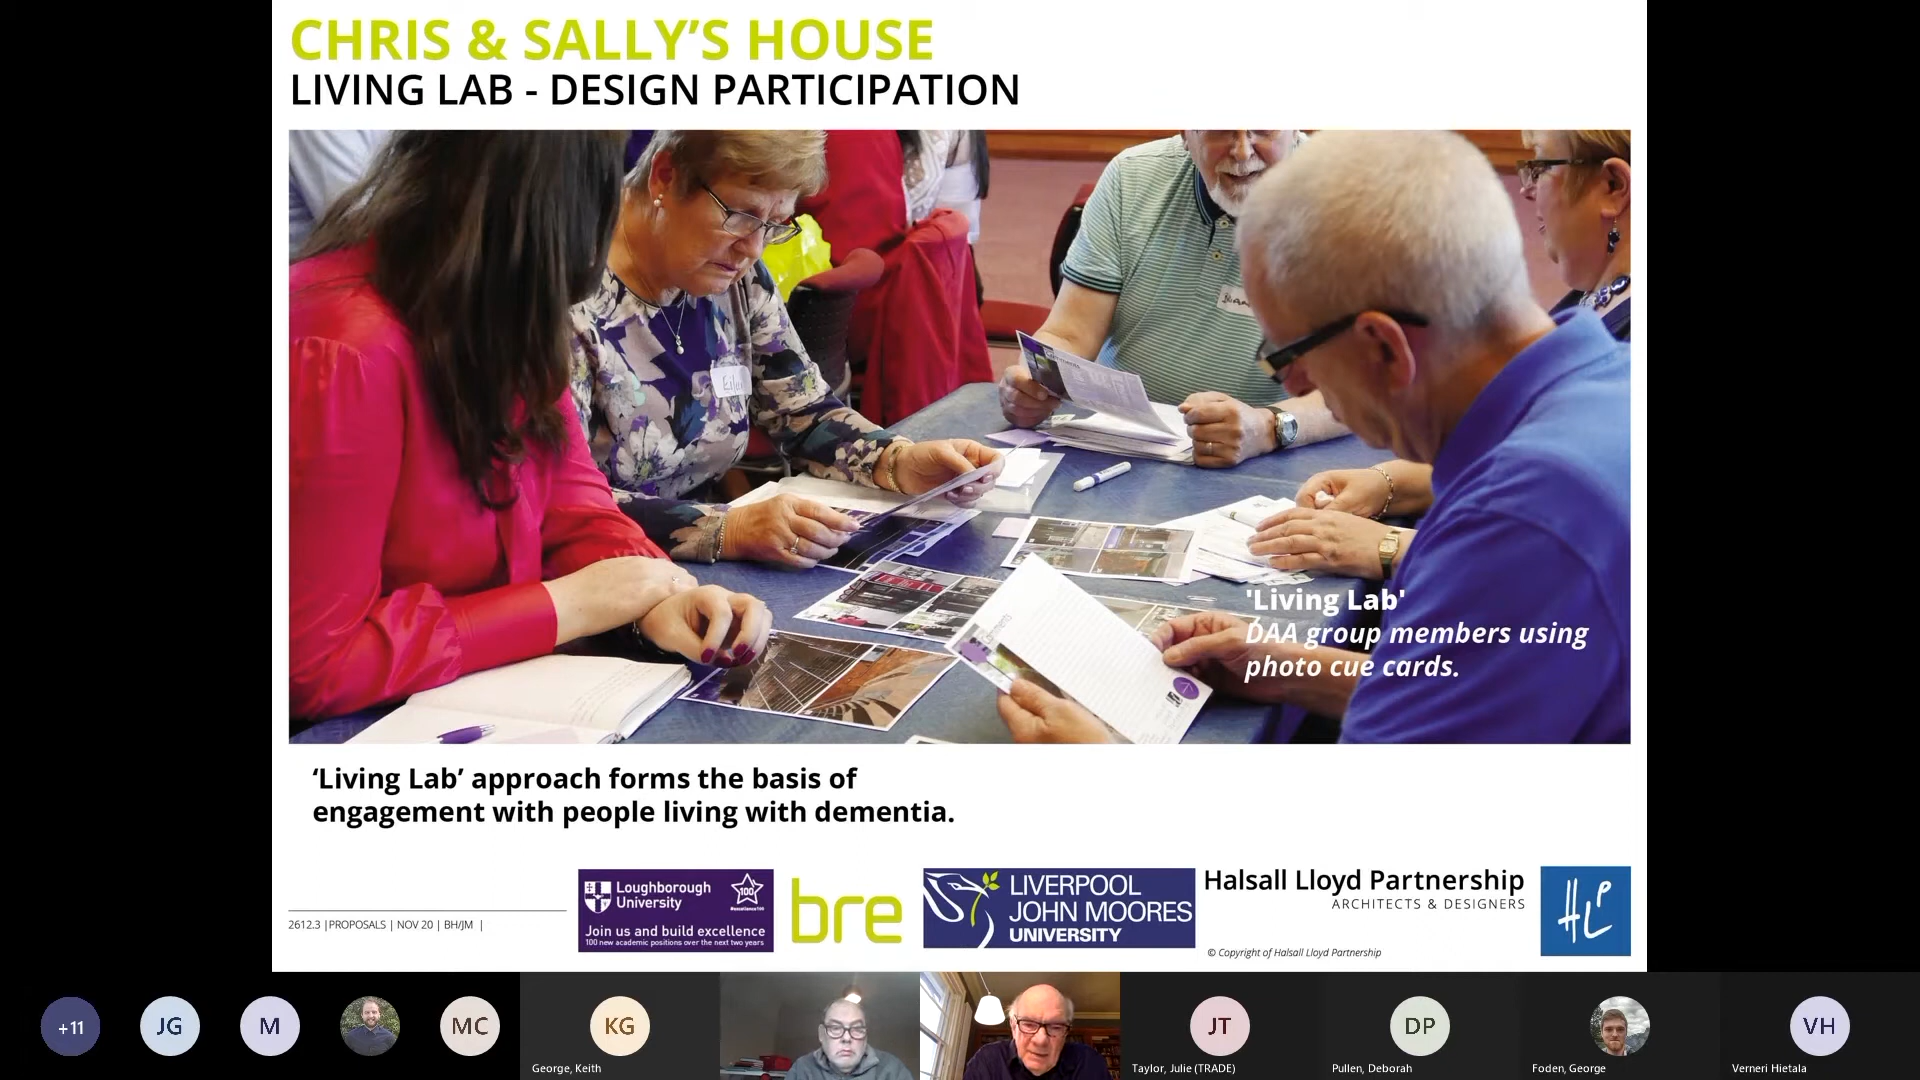 CHRIS & SALLY’S HOUSE
LIVING LAB - DESIGN PARTICIPATION
'Living Lab'
DAA group members using
photo cue cards.
‘Living Lab’ approach forms the basis of
engagement with people living with dementia.
2612.3 |PROPOSALS | NOV 20 | BH/JM |
Loughborough
University
100
#excellence100
Join us and build excellence
100 new academic positions over the next two years
bre
LIVERPOOL
JOHN MOORES
UNIVERSITY
Halsall Lloyd Partnership
ARCHITECTS & DESIGNERS
© Copyright of Halsall Lloyd Partnership
HLP
+11
JG
M
MC
KG
George, Keith
JT
Taylor, Julie (TRADE)
DP
Pullen, Deborah
Foden, George
VH
Verneri Hietala